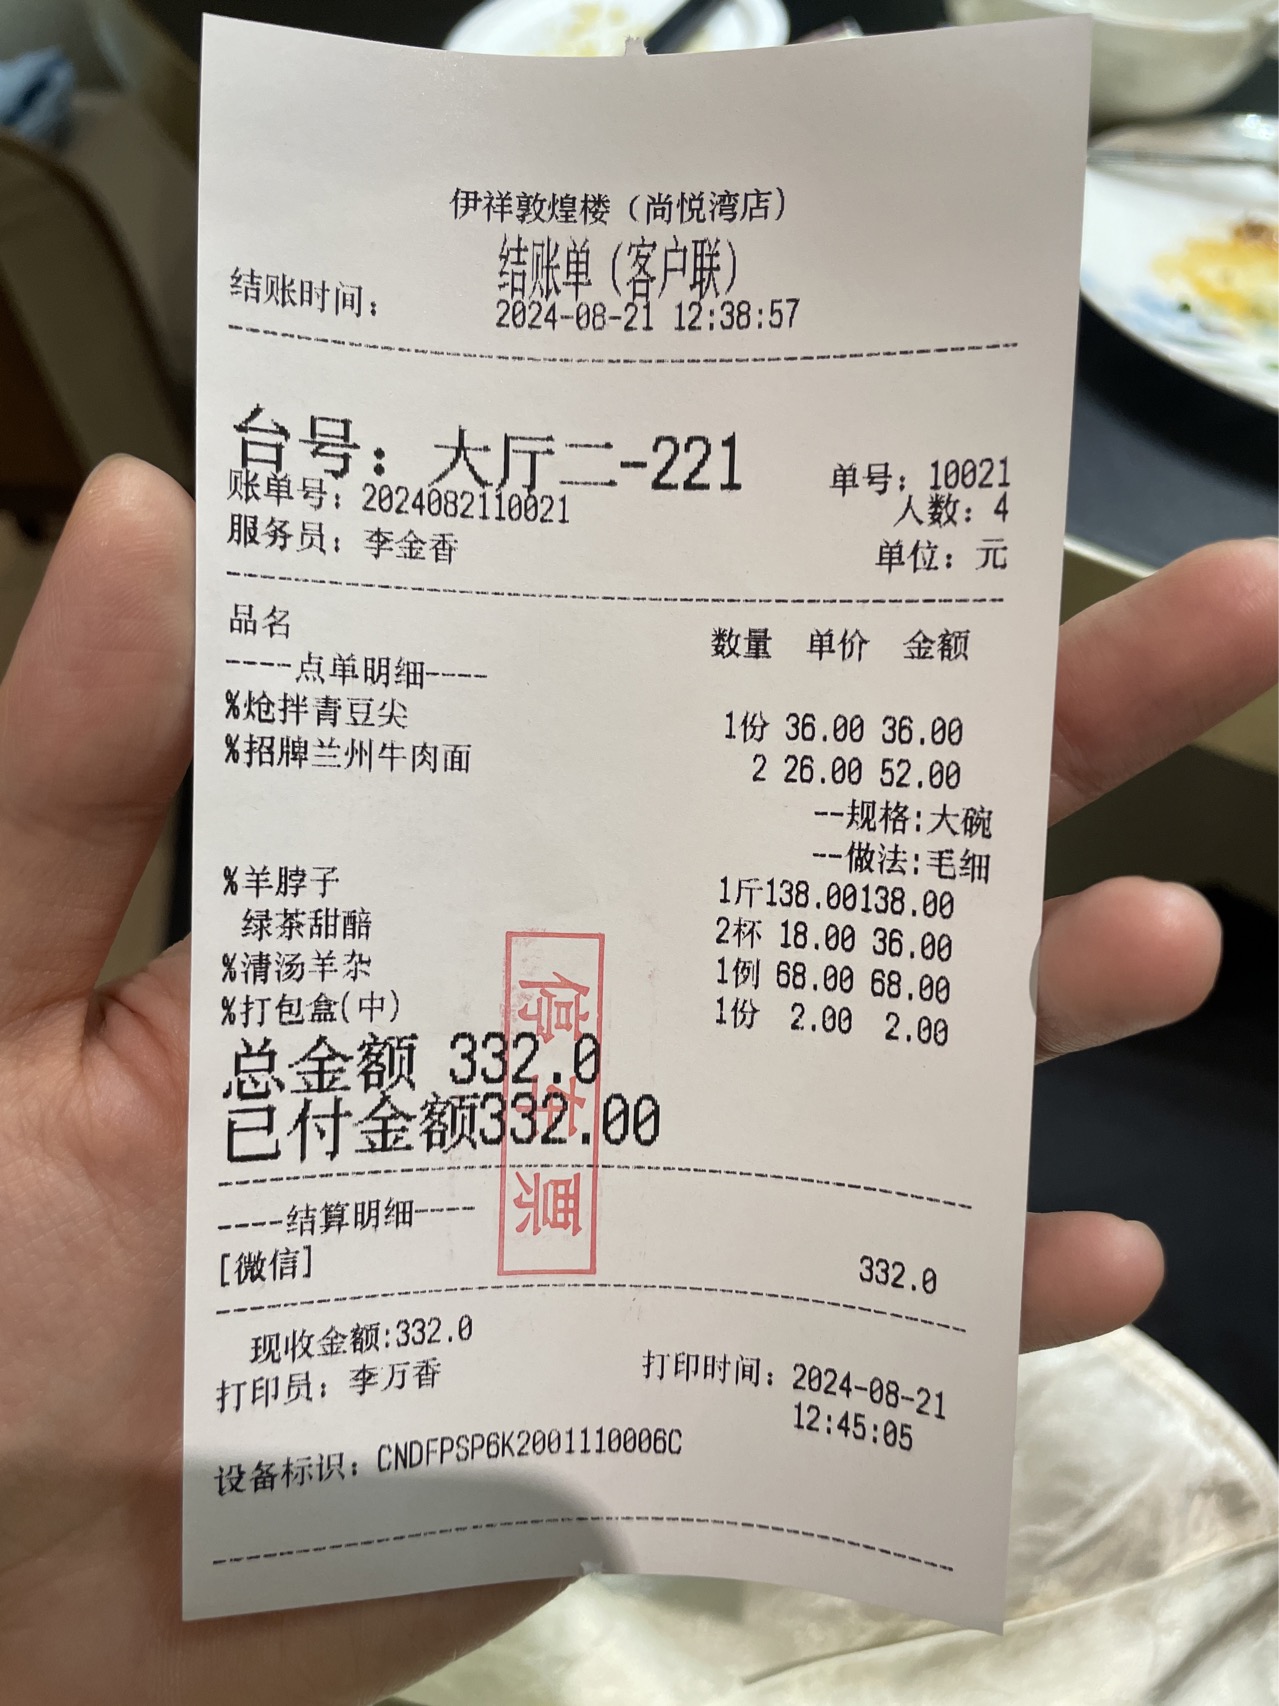 伊祥敦煌楼（尚悦湾店）
结账单（客户联）
结账时间： 2024-08-21 12:38:57
台号：大厅二-221 单号：10021
账单号：2024082110021 人数：4
服务员：李金香 单位：元
品名 数量 单价 金额
----点单明细----
%炝拌青豆尖 1份 36.00 36.00
%招牌兰州牛肉面 2 26.00 52.00
--规格:大碗
--做法:毛细
%羊脖子 1斤138.00138.00
绿茶甜醅 2杯 18.00 36.00
%清汤羊杂 1例 68.00 68.00
%打包盒(中) 1份 2.00 2.00
总金额 332.0
已付金额332.00
停车票
----结算明细----
[微信] 332.0
现收金额:332.0
打印员：李万香 打印时间：2024-08-21
12:45:05
设备标识：CNDFPSP6K2001110006C